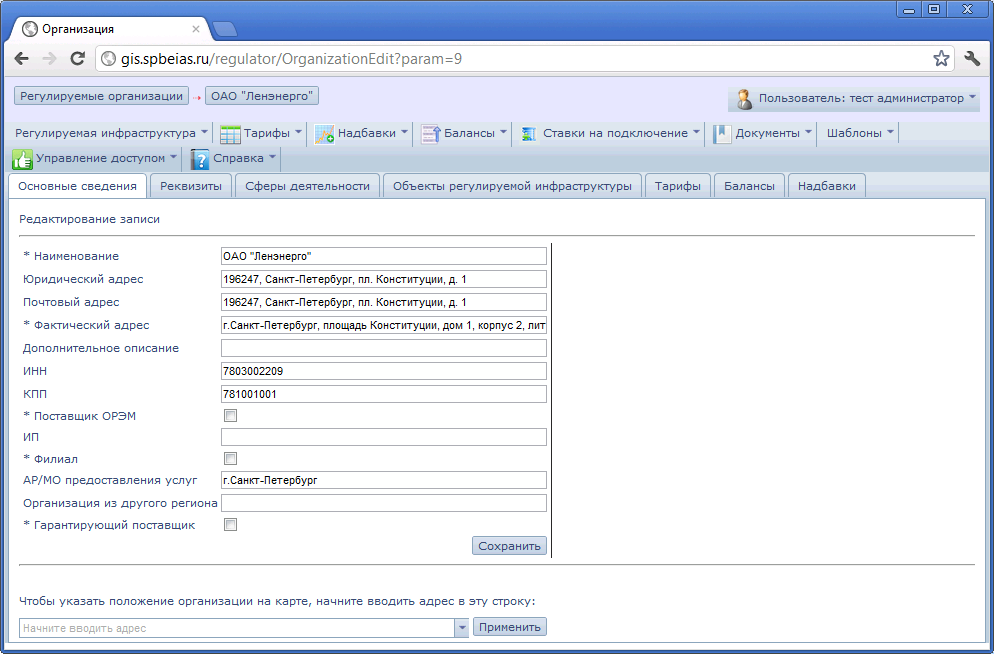 Организация
gis.spbeias.ru/regulator/OrganizationEdit?param=9
Регулируемые организации ОАО "Ленэнерго"
Пользователь: тест администратор
Регулируемая инфраструктура Тарифы Надбавки Балансы Ставки на подключение Документы Шаблоны
Управление доступом Справка
Основные сведения Реквизиты Сферы деятельности Объекты регулируемой инфраструктуры Тарифы Балансы Надбавки
Редактирование записи
* Наименование ОАО "Ленэнерго"
Юридический адрес 196247, Санкт-Петербург, пл. Конституции, д. 1
Почтовый адрес 196247, Санкт-Петербург, пл. Конституции, д. 1
* Фактический адрес г.Санкт-Петербург, площадь Конституции, дом 1, корпус 2, лит
Дополнительное описание
ИНН 7803002209
КПП 781001001
* Поставщик ОРЭМ
ИП
* Филиал
АР/МО предоставления услуг г.Санкт-Петербург
Организация из другого региона
* Гарантирующий поставщик
Сохранить
Чтобы указать положение организации на карте, начните вводить адрес в эту строку:
Начните вводить адрес Применить